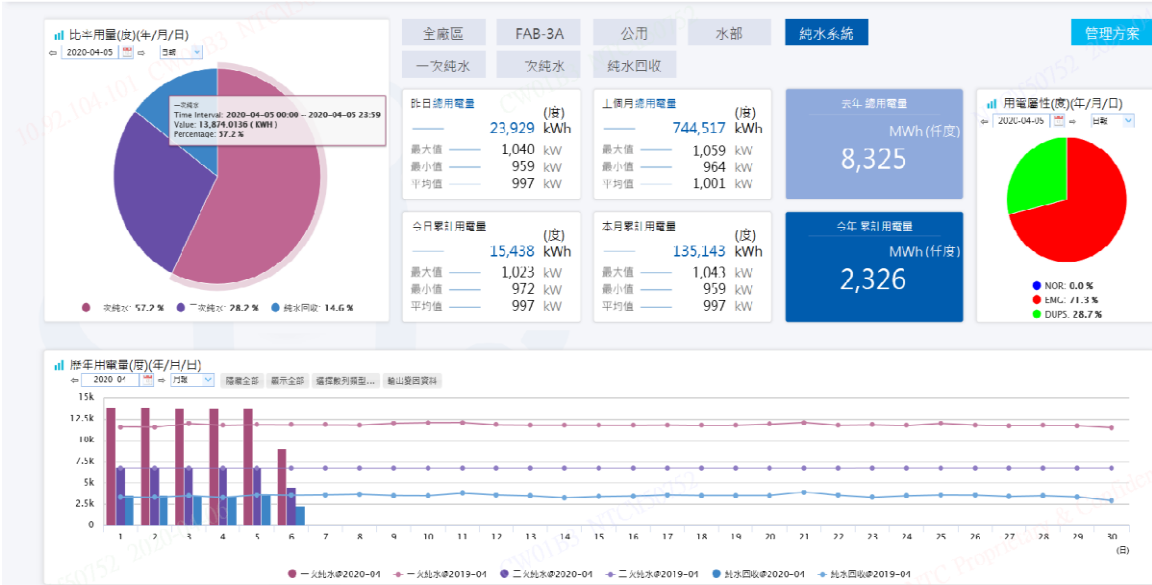 比率用量(度)(年/月/日)
2020-04-05 日報
一次純水
Time Interval: 2020-04-05 00:00 -- 2020-04-05 23:59
Value: 13,874.0136 ( KWH )
Percentage: 57.2 %
次純水: 57.2 % 二次純水: 28.2 % 純水回收: 14.6 %
全廠區 FAB-3A 公用 水部 純水系統 管理方案
一次純水 次純水 純水回收
昨日總用電量
(度)
23,929 kWh
最大值 1,040 kW
最小值 959 kW
平均值 997 kW
上個月總用電量
(度)
744,517 kWh
最大值 1,059 kW
最小值 964 kW
平均值 1,001 kW
去年 總用電量
MWh(仟度)
8,325
今日累計用電量
(度)
15,438 kWh
最大值 1,023 kW
最小值 972 kW
平均值 997 kW
本月累計用電量
(度)
135,143 kWh
最大值 1,043 kW
最小值 959 kW
平均值 997 kW
今年 累計用電量
MWh(仟度)
2,326
用電屬性(度)(年/月/日)
2020-04-05 日報
NOR: 0.0 %
EMG: 71.3 %
DUPS: 28.7 %
歷年用電量(度)(年/月/日)
2020-04 月報 隱藏全部 顯示全部 選擇數列類型... 輸出變因資料
15k
12.5k
10k
7.5k
5k
2.5k
0
1 2 3 4 5 6 7 8 9 10 11 12 13 14 15 16 17 18 19 20 21 22 23 24 25 26 27 28 29 30
(日)
一次純水@2020-04 一次純水@2019-04 二次純水@2020-04 二次純水@2019-04 純水回收@2020-04 純水回收@2019-04